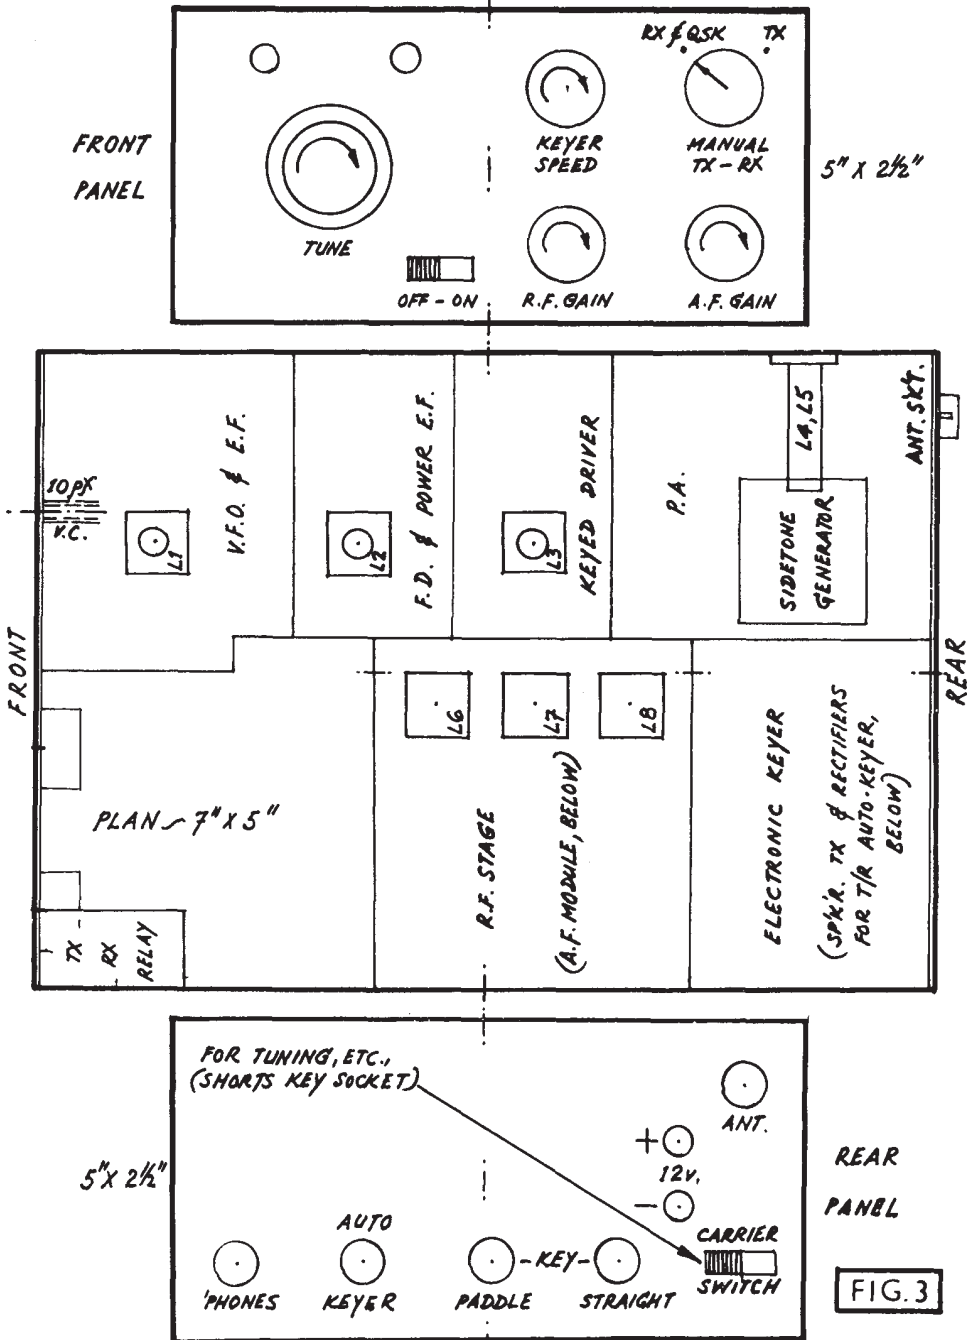 RX & QSK
TX
FRONT
PANEL
KEYER
SPEED
MANUAL
TX-RX
5" X 2½"
TUNE
OFF-ON
R.F. GAIN
A.F. GAIN
FRONT
10pf
V.C.
L1
V.F.O. & E.F.
L2
F.D. & POWER E.F.
L3
KEYED DRIVER
P.A.
L4, L5
SIDETONE
GENERATOR
ANT. SKT.
REAR
PLAN ~ 7" X 5"
TX
RX
RELAY
L6
L7
L8
R.F. STAGE
(A.F. MODULE, BELOW)
ELECTRONIC KEYER
(SP'K'R. TX & RECTIFIERS
FOR T/R AUTO-KEYER,
BELOW)
FOR TUNING, ETC.,
(SHORTS KEY SOCKET)
ANT.
+
12v.
-
5" X 2½"
REAR
PANEL
AUTO
CARRIER
-KEY-
'PHONES
KEYER
PADDLE
STRAIGHT
SWITCH
FIG. 3